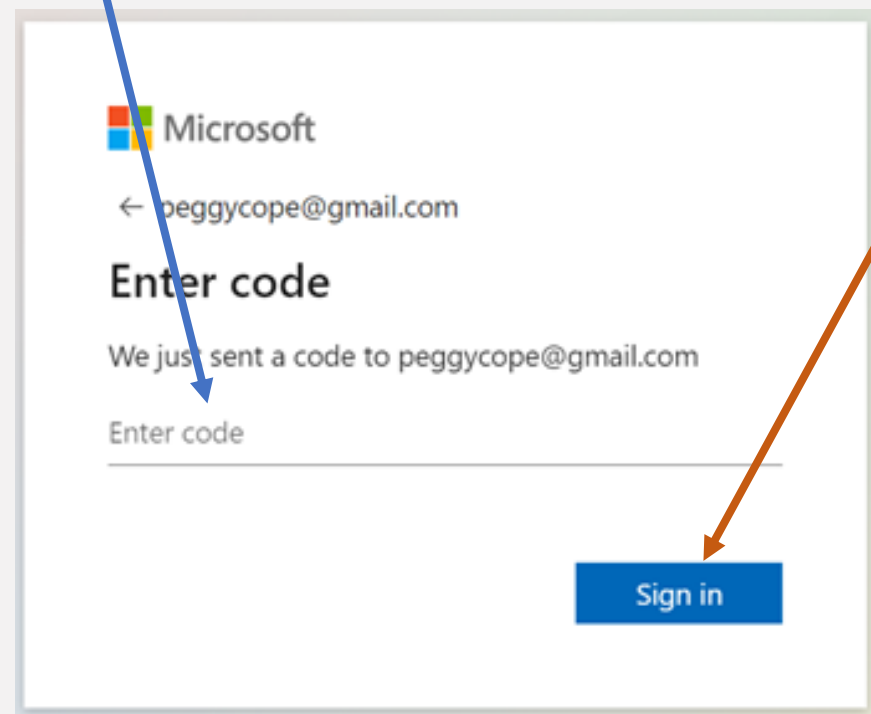 Microsoft
← peggycope@gmail.com
Enter code
We just sent a code to peggycope@gmail.com
Enter code
Sign in